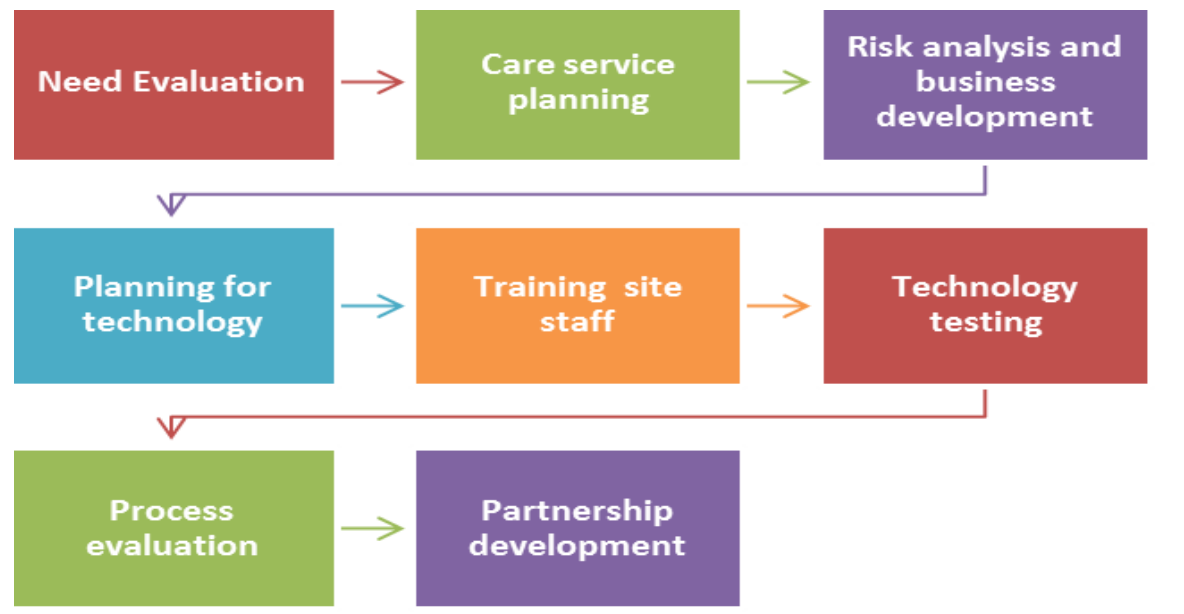 Need Evaluation
Care service
planning
Risk analysis and
business
development
Planning for
technology
Training  site
staff
Technology
testing
Process
evaluation
Partnership
development